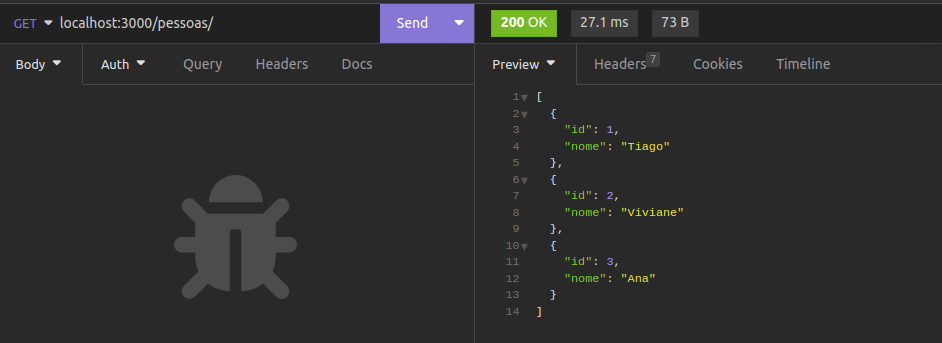 GET localhost:3000/pessoas/ Send 200 OK 27.1 ms 73 B
Body Auth Query Headers Docs Preview Headers 7 Cookies Timeline
1 [
2 {
3 "id": 1,
4 "nome": "Tiago"
5 },
6 {
7 "id": 2,
8 "nome": "Viviane"
9 },
10 {
11 "id": 3,
12 "nome": "Ana"
13 }
14 ]